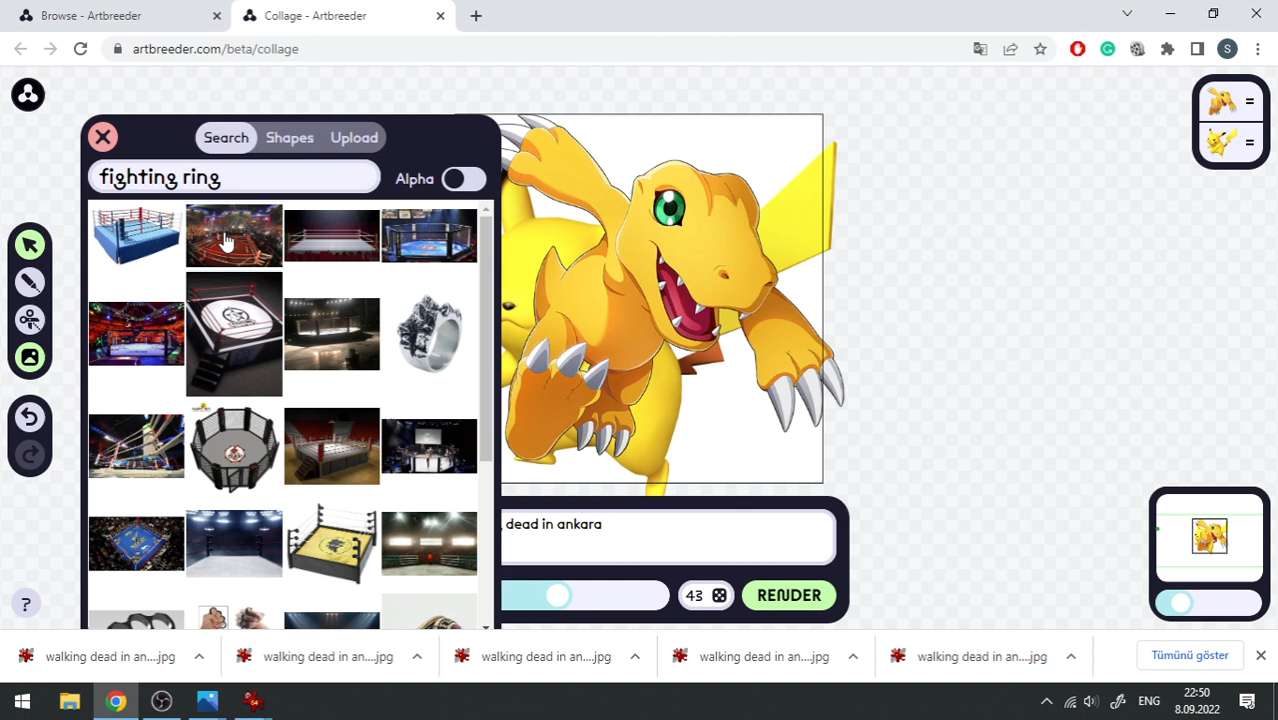 Browse - Artbreeder
Collage - Artbreeder
artbreeder.com/beta/collage
S
Search
Shapes
Upload
fighting ring
Alpha
dead in ankara
43
RENDER
?
walking dead in an....jpg
walking dead in an....jpg
walking dead in an....jpg
walking dead in an....jpg
walking dead in an....jpg
Tümünü göster
64
ENG
22:50
8.09.2022